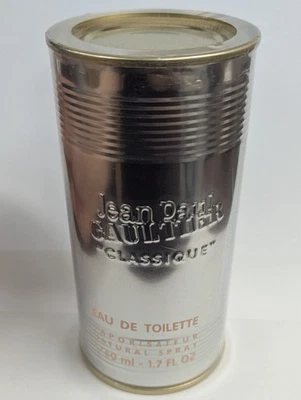 Jean Paul
GAULTIER
"CLASSIQUE"
EAU DE TOILETTE
VAPORISATEUR
NATURAL SPRAY
50 ml - 1.7 FL OZ